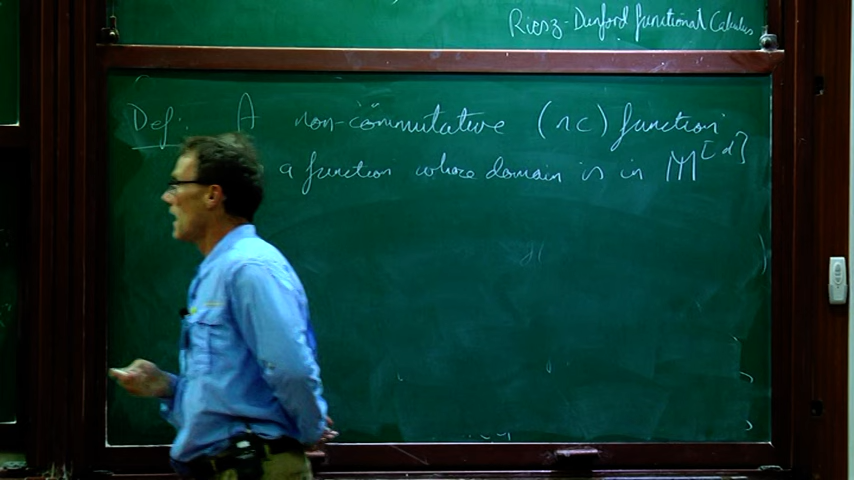 Riesz-Dunford functional Calculus
Def: A non-commutative (nc) function
a function whose domain is in 𝕄^[d]